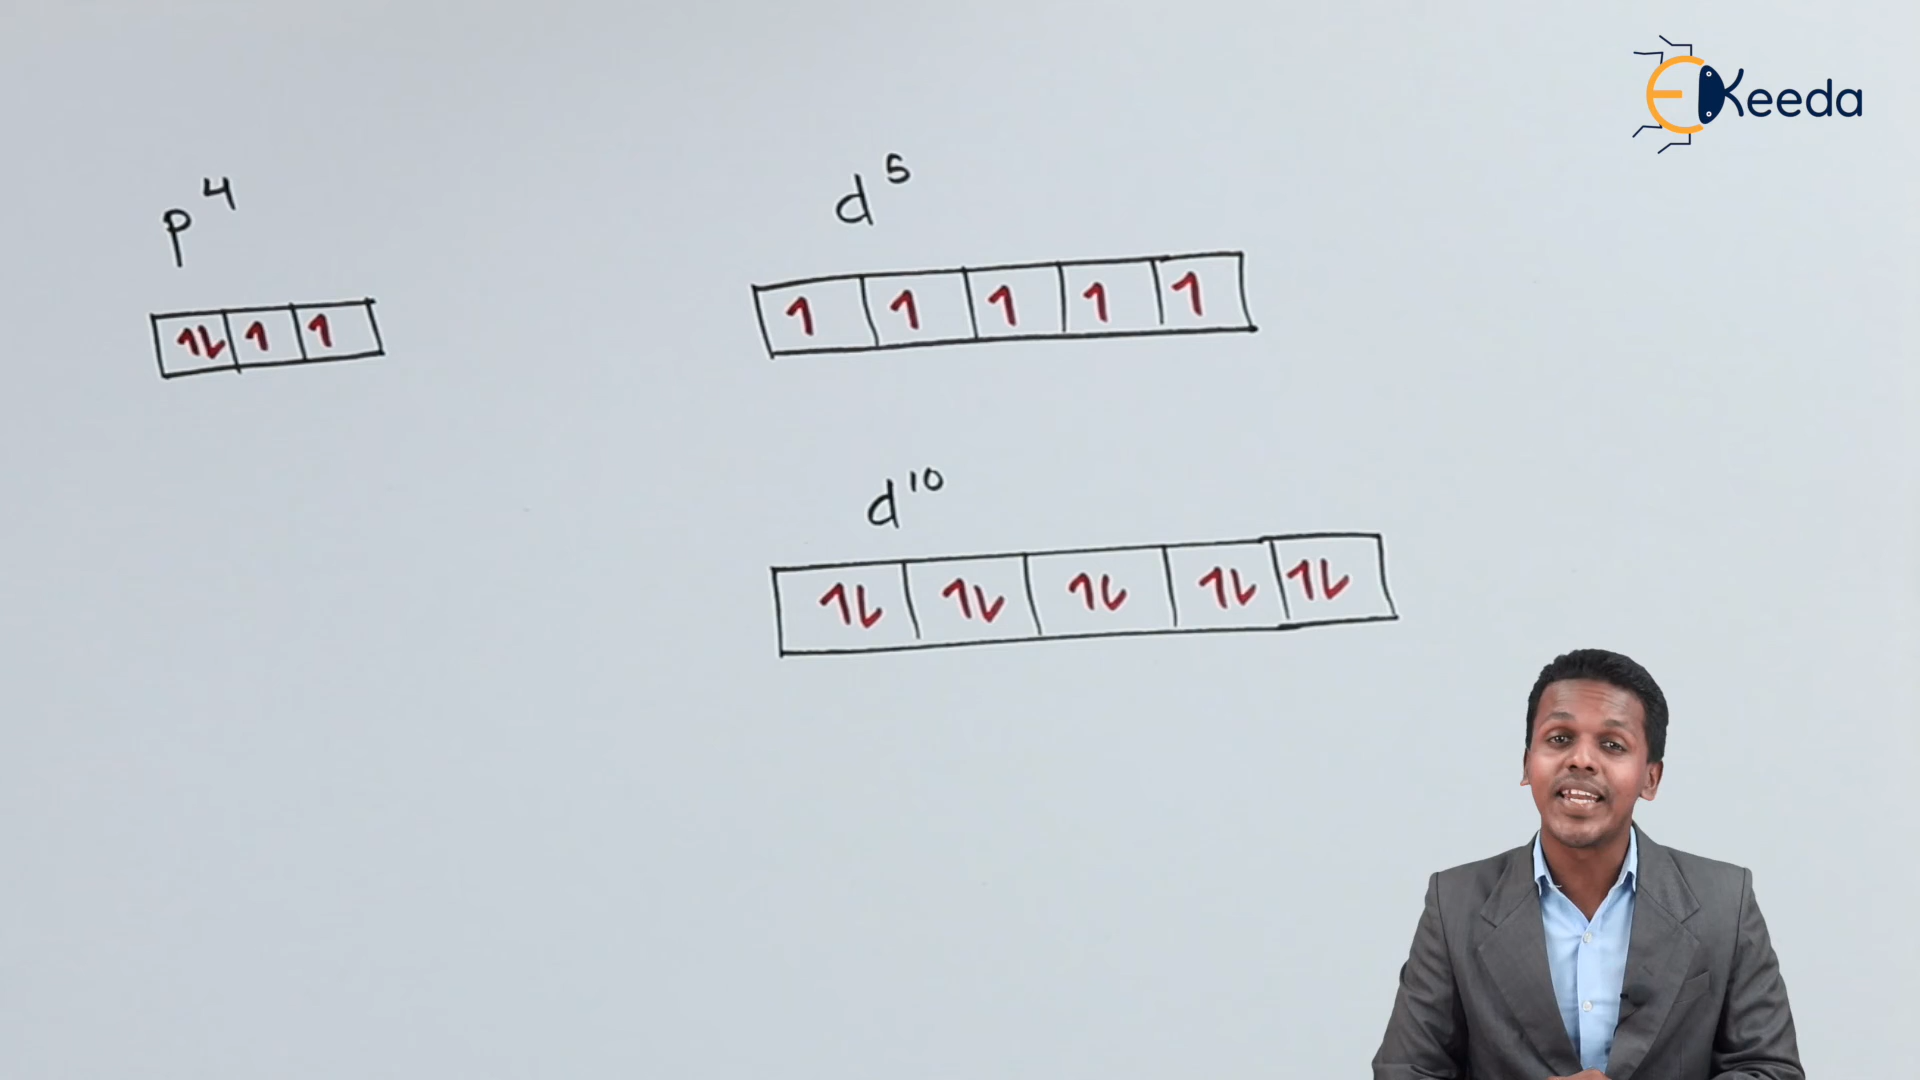 EKeeda
p⁴
⥮ ↿ ↿
d⁵
↿ ↿ ↿ ↿ ↿
d¹⁰
⥮ ⥮ ⥮ ⥮ ⥮